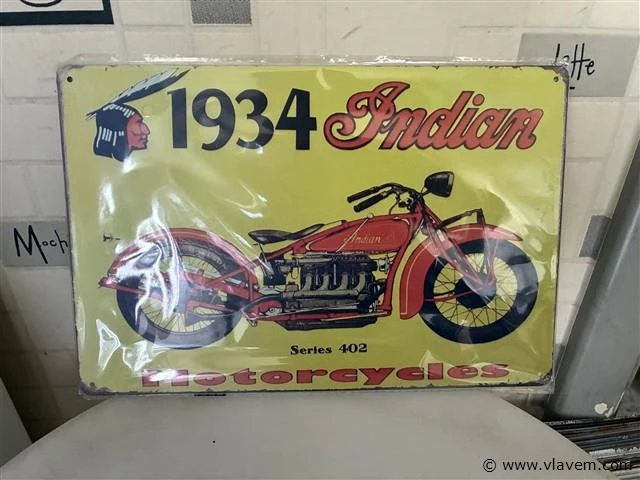 Latte
1934 Indian
Moch
Indian
Series 402
Motorcycles
© www.vlavem.com